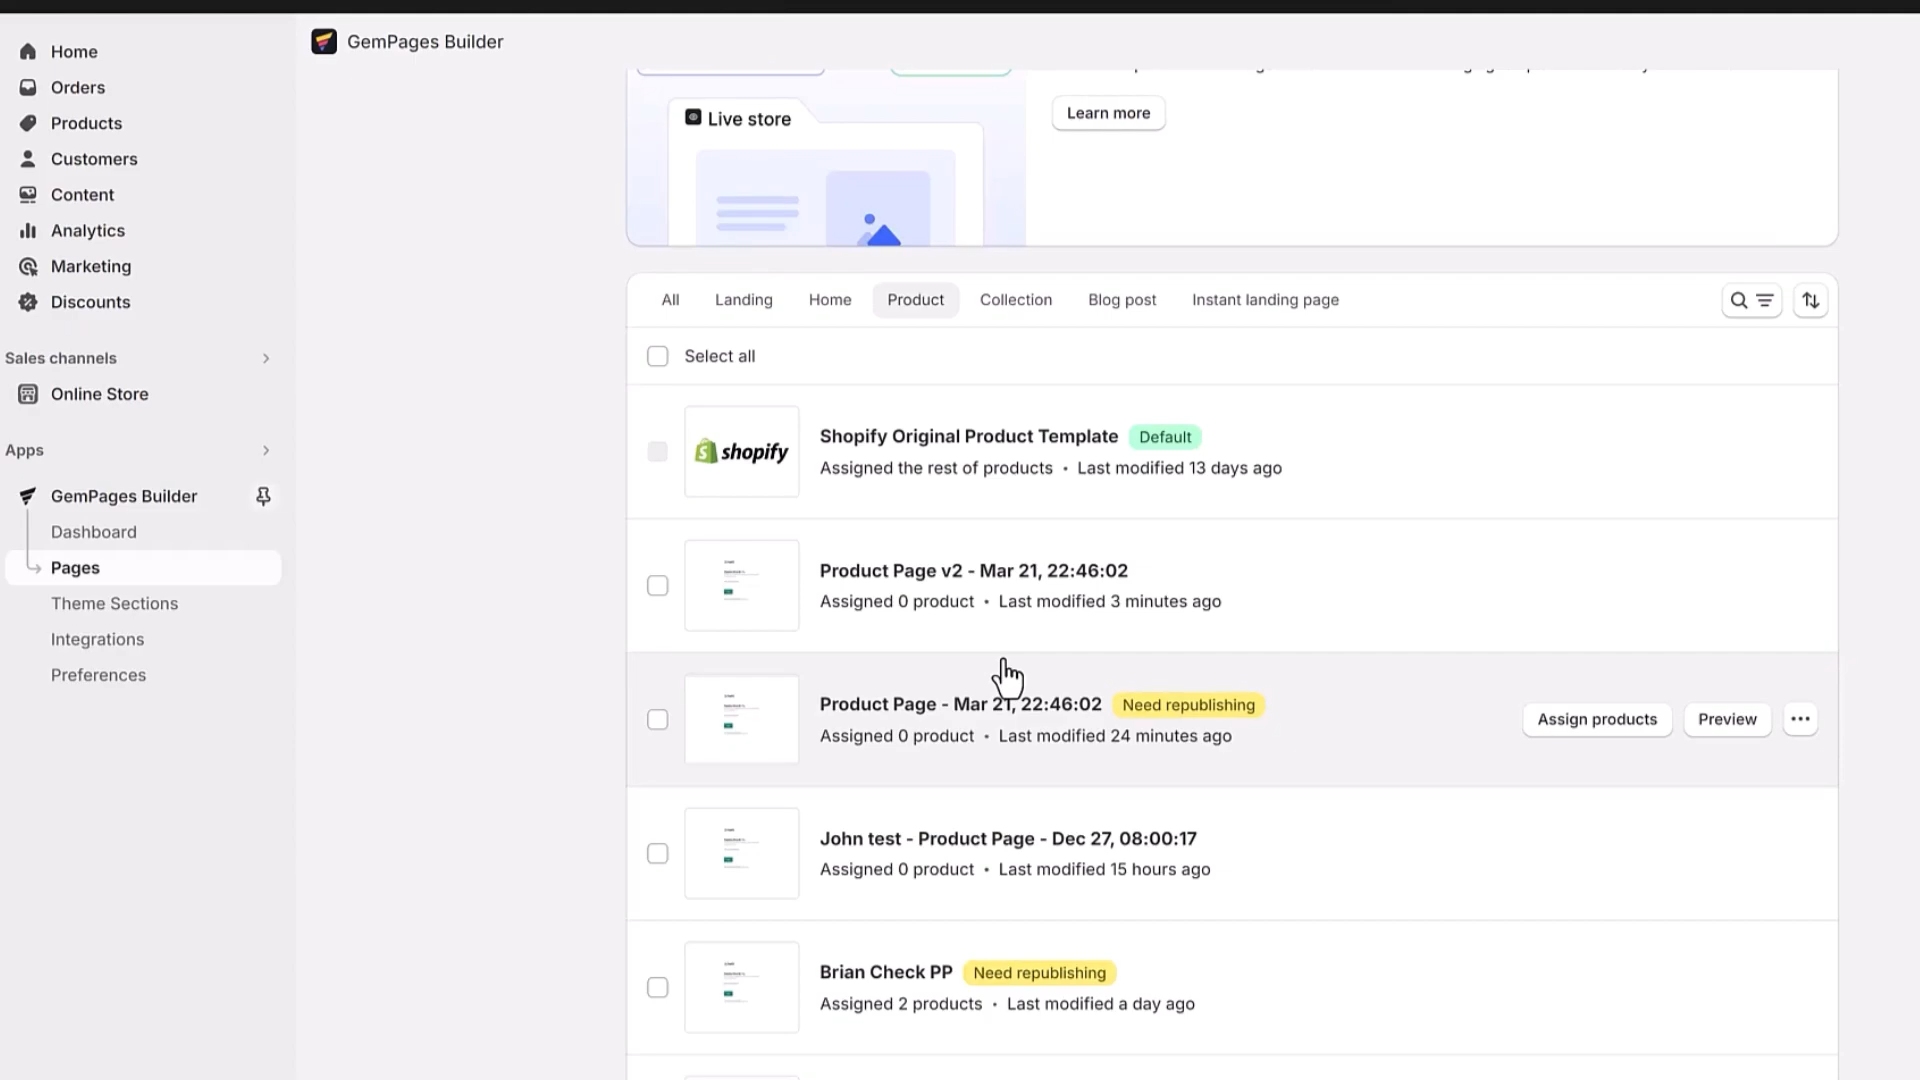 Home
Orders
Products
Customers
Content
Analytics
Marketing
Discounts
Sales channels
Online Store
Apps
GemPages Builder
Dashboard
Pages
Theme Sections
Integrations
Preferences
GemPages Builder
Live store
Learn more
All Landing Home Product Collection Blog post Instant landing page
Select all
shopify
Shopify Original Product Template Default
Assigned the rest of products • Last modified 13 days ago
Product Page v2 - Mar 21, 22:46:02
Assigned 0 product • Last modified 3 minutes ago
Product Page - Mar 21, 22:46:02 Need republishing
Assigned 0 product • Last modified 24 minutes ago
Assign products Preview
John test - Product Page - Dec 27, 08:00:17
Assigned 0 product • Last modified 15 hours ago
Brian Check PP Need republishing
Assigned 2 products • Last modified a day ago